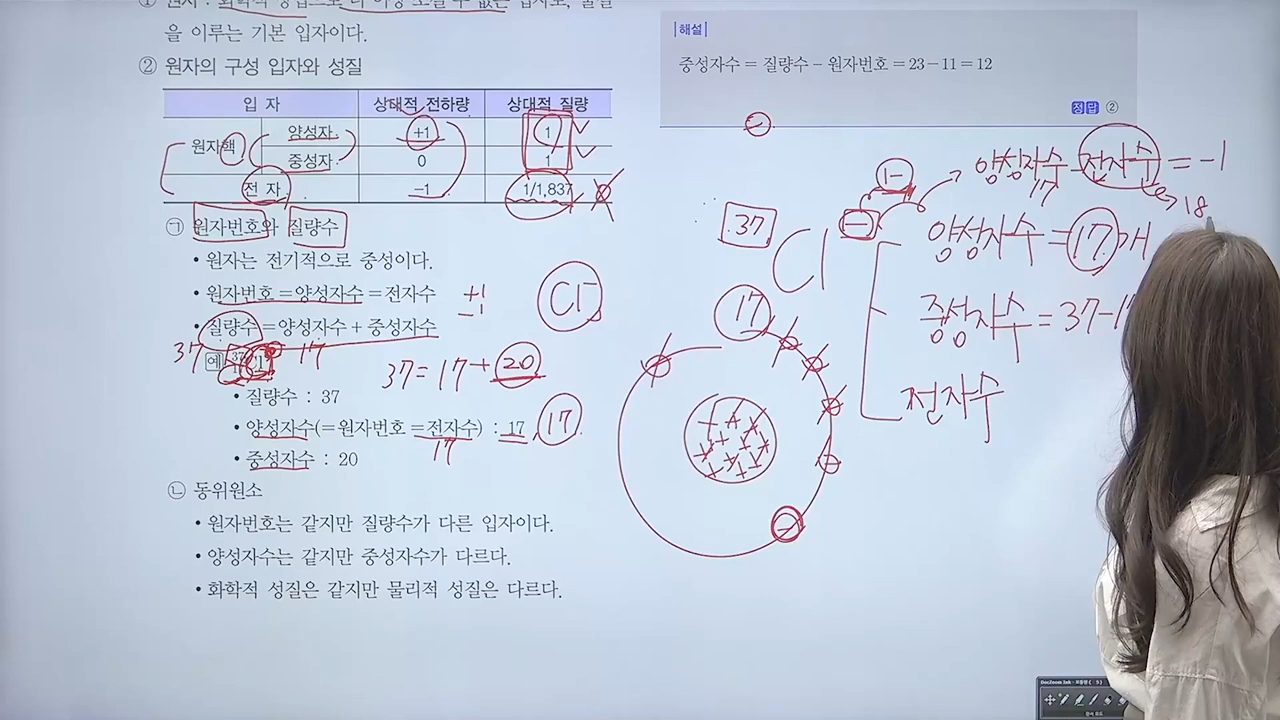 ① 원자 : 화학적 방법으로 더 이상 쪼갤 수 없는 입자로, 물질
을 이루는 기본 입자이다.
② 원자의 구성 입자와 성질
입 자 상대적 전하량 상대적 질량
원자핵 양성자 +1 1
중성자 0 1
전 자 -1 1/1,837
㉠ 원자번호와 질량수
• 원자는 전기적으로 중성이다.
• 원자번호=양성자수=전자수 +1 -1
• 질량수=양성자수+중성자수
37 예 37 17
37=17+20
• 질량수 : 37
• 양성자수(=원자번호=전자수) : 17, 17
17
• 중성자수 : 20
㉡ 동위원소
• 원자번호는 같지만 질량수가 다른 입자이다.
• 양성자수는 같지만 중성자수가 다르다.
• 화학적 성질은 같지만 물리적 성질은 다르다.
|해설|
중성자수=질량수-원자번호=23-11=12
정답 ②
1- 양성자수-전자수=-1
17 18
37 Cl - 양성자수=17개
17
Cl-
중성자수=37-1
전자수